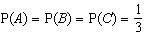 P(A) = P(B) = P(C) = 1/3